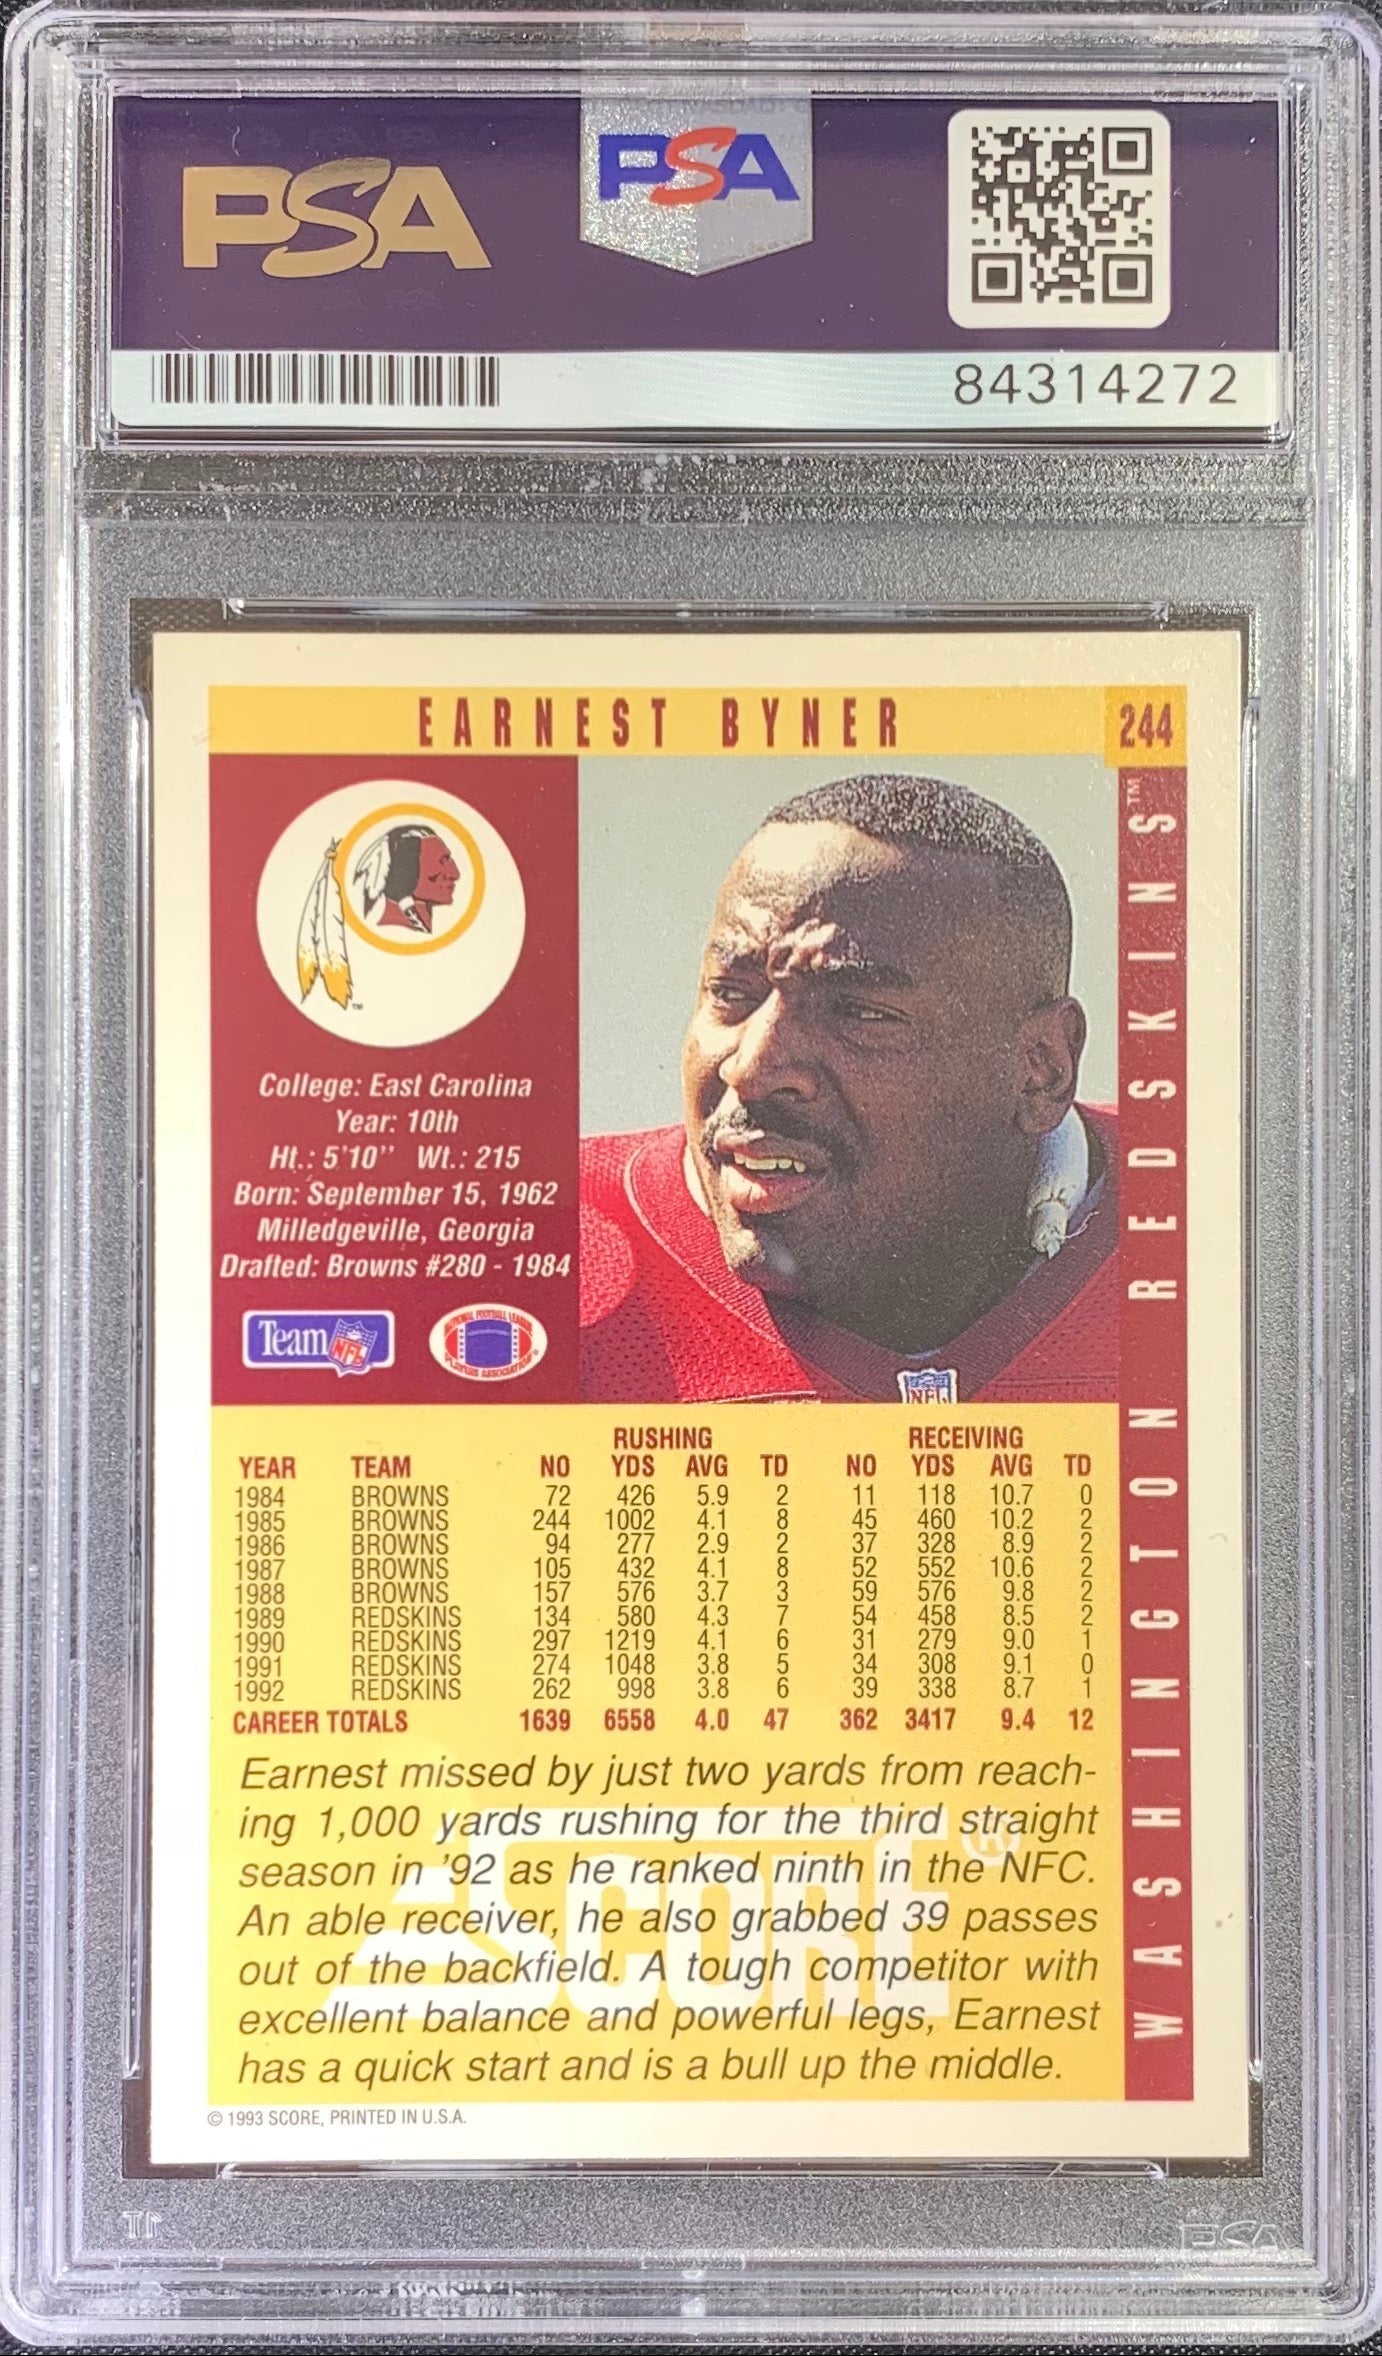 PSA
PSA
84314272
EARNEST BYNER
244
WASHINGTON REDSKINS™
TM
College: East Carolina
Year: 10th
Ht.: 5'10" Wt.: 215
Born: September 15, 1962
Milledgeville, Georgia
Drafted: Browns #280 - 1984
Team NFL
NATIONAL FOOTBALL LEAGUE
PLAYERS ASSOCIATION
NFL
RUSHING RECEIVING
YEAR TEAM NO YDS AVG TD NO YDS AVG TD
1984 BROWNS 72 426 5.9 2 11 118 10.7 0
1985 BROWNS 244 1002 4.1 8 45 460 10.2 2
1986 BROWNS 94 277 2.9 2 37 328 8.9 2
1987 BROWNS 105 432 4.1 8 52 552 10.6 2
1988 BROWNS 157 576 3.7 3 59 576 9.8 2
1989 REDSKINS 134 580 4.3 7 54 458 8.5 2
1990 REDSKINS 297 1219 4.1 6 31 279 9.0 1
1991 REDSKINS 274 1048 3.8 5 34 308 9.1 0
1992 REDSKINS 262 998 3.8 6 39 338 8.7 1
CAREER TOTALS 1639 6558 4.0 47 362 3417 9.4 12
SCORE®
Earnest missed by just two yards from reach-
ing 1,000 yards rushing for the third straight
season in '92 as he ranked ninth in the NFC.
An able receiver, he also grabbed 39 passes
out of the backfield. A tough competitor with
excellent balance and powerful legs, Earnest
has a quick start and is a bull up the middle.
© 1993 SCORE, PRINTED IN U.S.A.
PSA